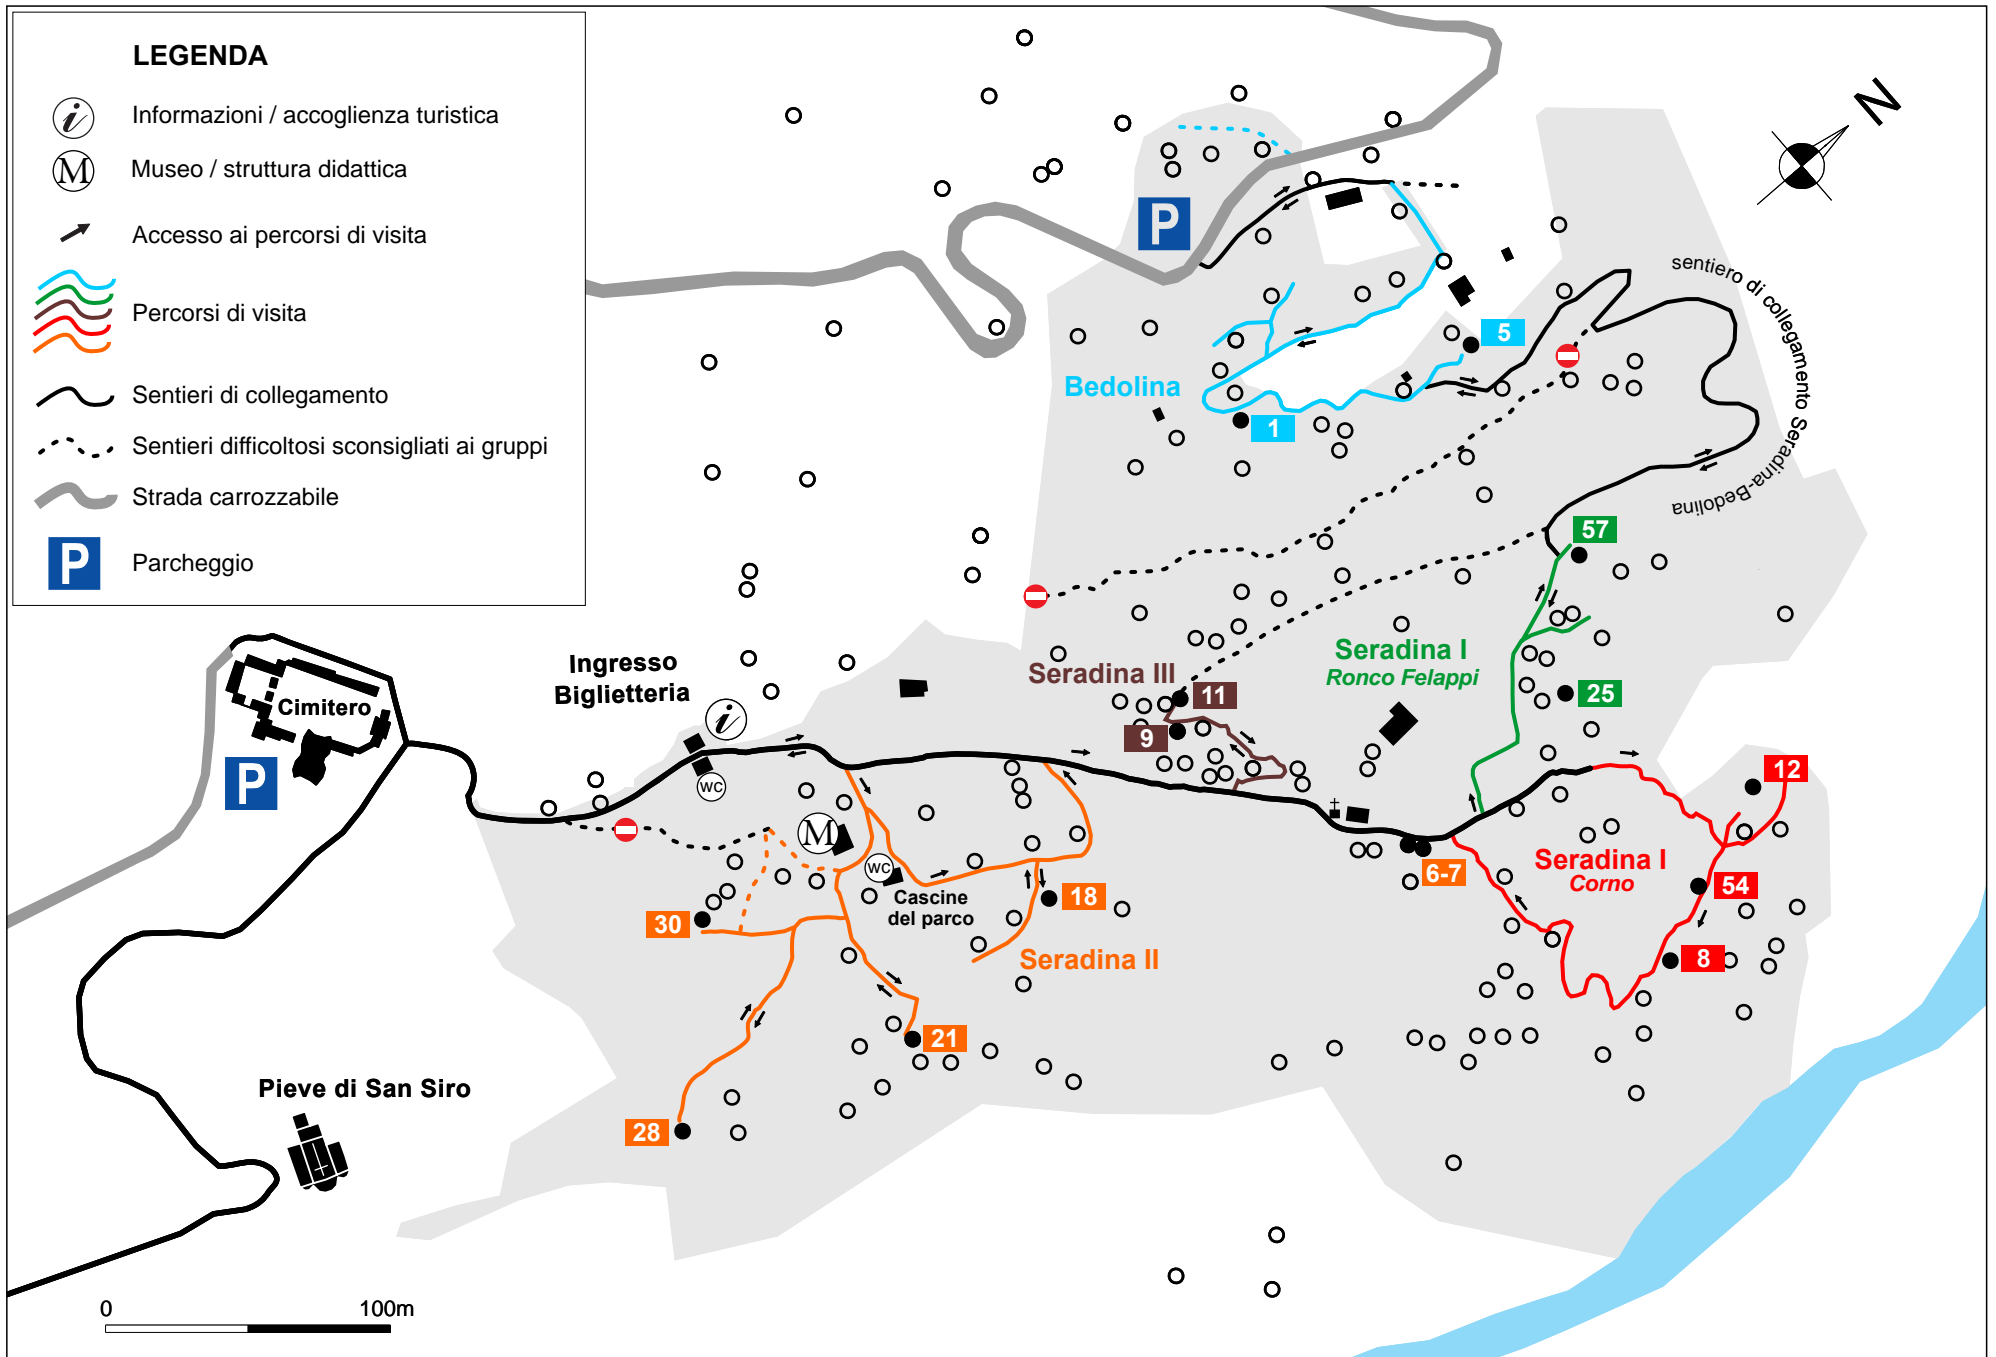 LEGENDA
i
Informazioni / accoglienza turistica
M
Museo / struttura didattica
Accesso ai percorsi di visita
Percorsi di visita
Sentieri di collegamento
Sentieri difficoltosi sconsigliati ai gruppi
Strada carrozzabile
P
Parcheggio
N
P
sentiero di collegamento Seradina-Bedolina
5
Bedolina
1
57
Ingresso
Biglietteria
i
WC
Cimitero
P
Seradina III
11
9
Seradina I
Ronco Felappi
25
12
M
WC
Cascine
del parco
6-7
Seradina I
Corno
54
18
30
Seradina II
8
21
Pieve di San Siro
28
0
100m